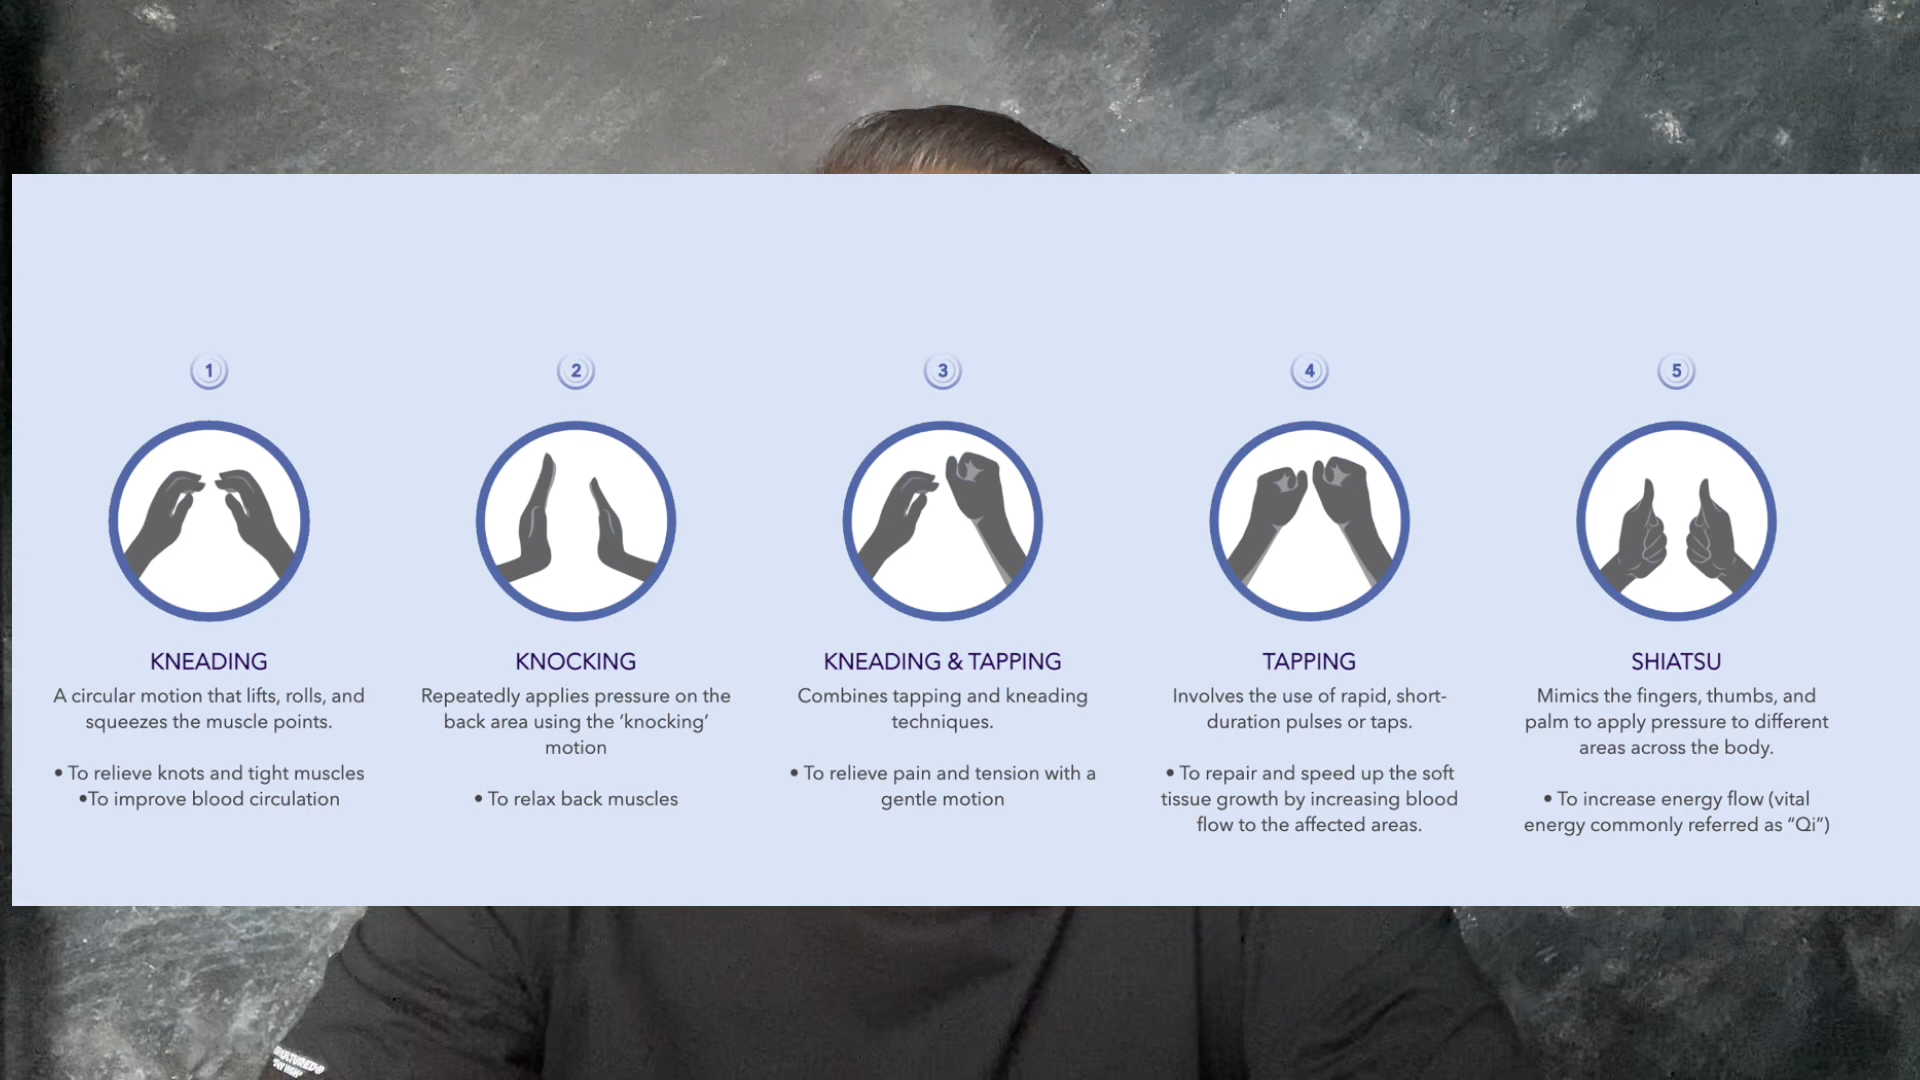 1
2
3
4
5
KNEADING
A circular motion that lifts, rolls, and
squeezes the muscle points.
• To relieve knots and tight muscles
•To improve blood circulation
KNOCKING
Repeatedly applies pressure on the
back area using the ‘knocking’
motion
• To relax back muscles
KNEADING & TAPPING
Combines tapping and kneading
techniques.
• To relieve pain and tension with a
gentle motion
TAPPING
Involves the use of rapid, short-
duration pulses or taps.
• To repair and speed up the soft
tissue growth by increasing blood
flow to the affected areas.
SHIATSU
Mimics the fingers, thumbs, and
palm to apply pressure to different
areas across the body.
• To increase energy flow (vital
energy commonly referred as “Qi”)